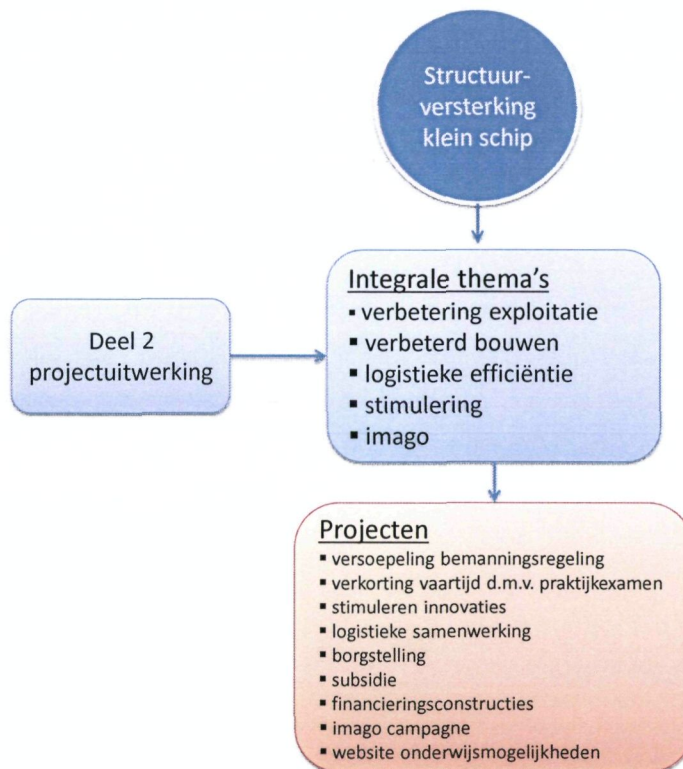 Structuur-
versterking
klein schip
Deel 2
projectuitwerking
Integrale thema's
▪ verbetering exploitatie
▪ verbeterd bouwen
▪ logistieke efficiëntie
▪ stimulering
▪ imago
Projecten
▪ versoepeling bemanningsregeling
▪ verkorting vaartijd d.m.v. praktijkexamen
▪ stimuleren innovaties
▪ logistieke samenwerking
▪ borgstelling
▪ subsidie
▪ financieringsconstructies
▪ imago campagne
▪ website onderwijsmogelijkheden